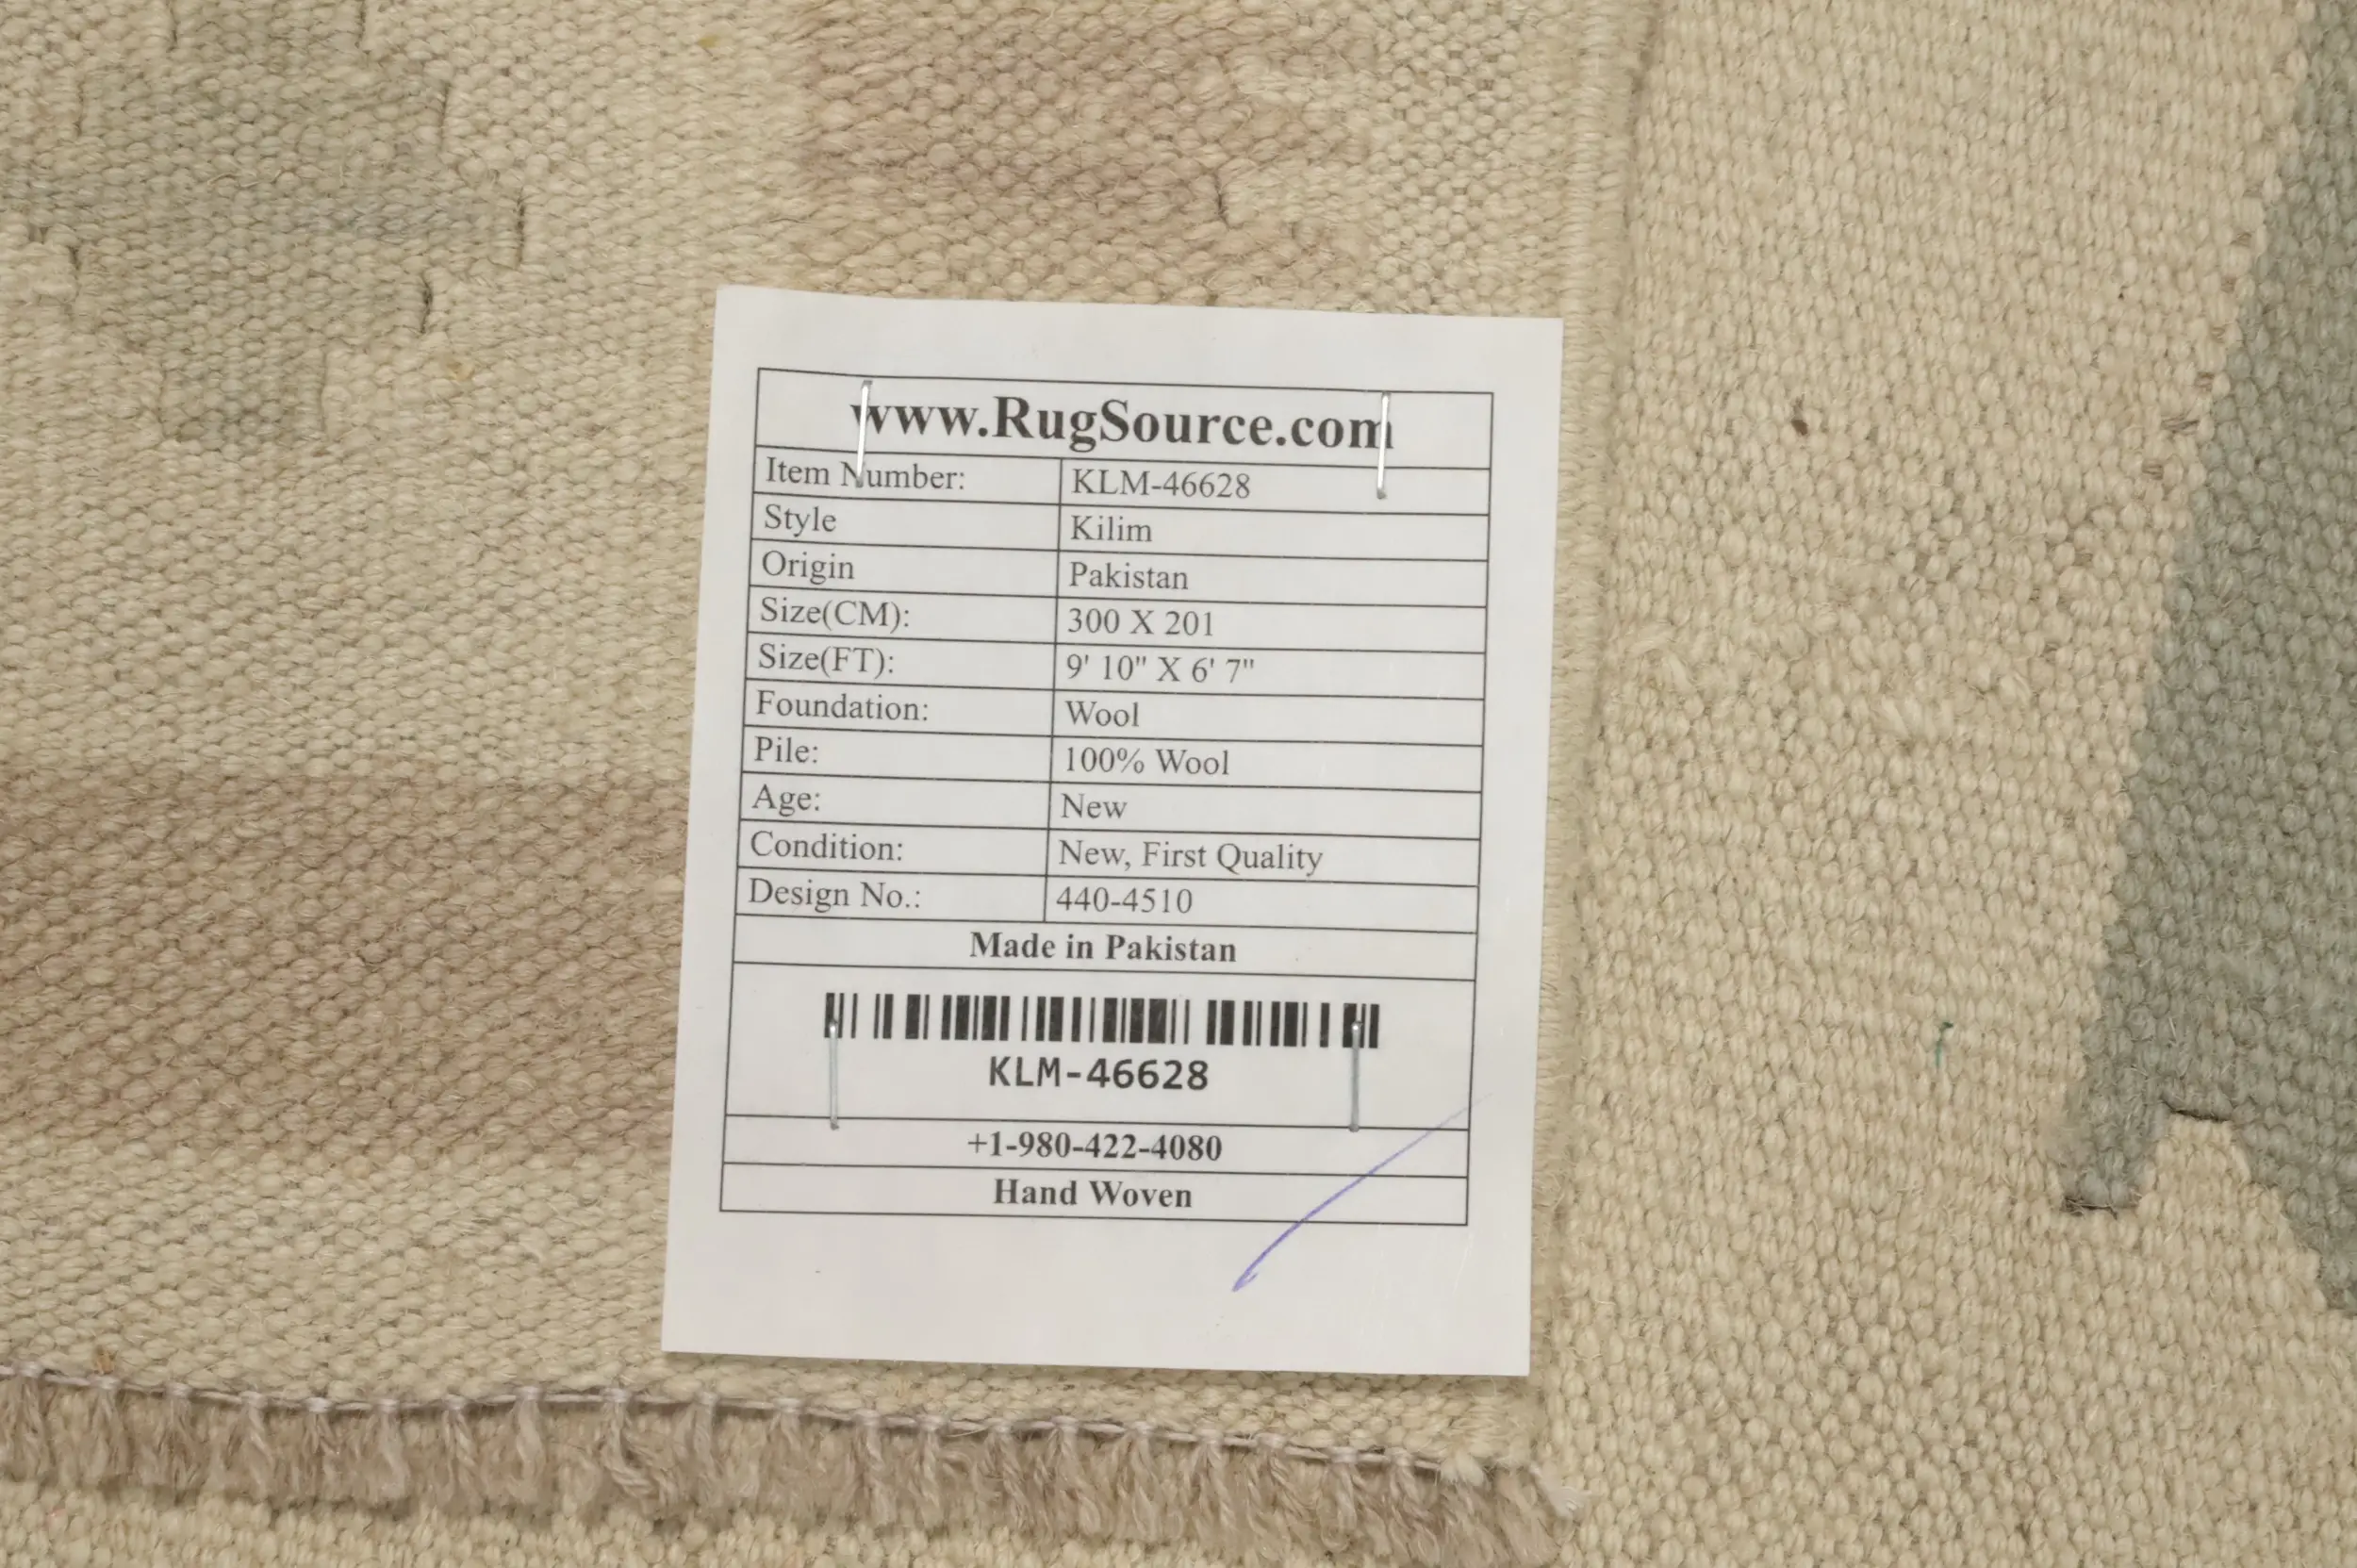 www.RugSource.com
Item Number: KLM-46628
Style Kilim
Origin Pakistan
Size(CM): 300 X 201
Size(FT): 9' 10" X 6' 7"
Foundation: Wool
Pile: 100% Wool
Age: New
Condition: New, First Quality
Design No.: 440-4510
Made in Pakistan
KLM-46628
+1-980-422-4080
Hand Woven